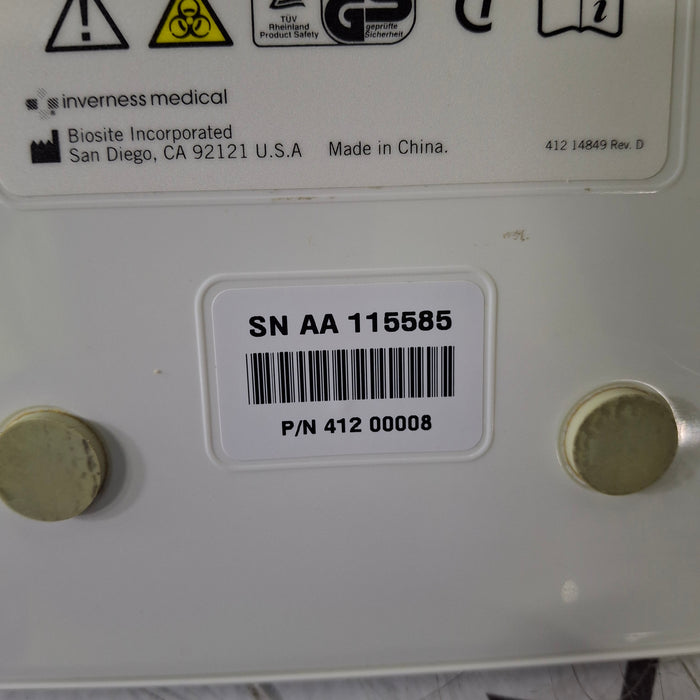 TÜV
Rheinland
Product Safety
geprüfte
Sicherheit
inverness medical
Biosite Incorporated
San Diego, CA 92121 U.S.A Made in China.
412 14849 Rev. D
SN AA 115585
P/N 412 00008